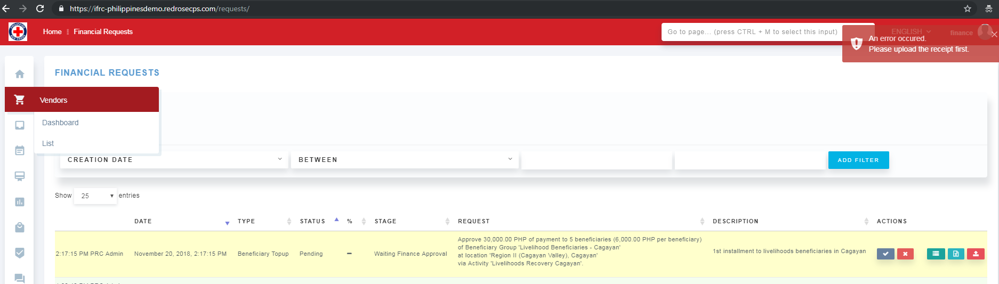 https://ifrc-philippinesdemo.redrosecps.com/requests/
Home Financial Requests
Go to page... (press CTRL + M to select this input)
ENGLISH
finance
An error occured.
Please upload the receipt first.
FINANCIAL REQUESTS
Vendors
Dashboard
List
CREATION DATE BETWEEN ADD FILTER
Show 25 entries
DATE TYPE STATUS % STAGE REQUEST DESCRIPTION ACTIONS
2:17:15 PM PRC Admin November 20, 2018, 2:17:15 PM Beneficiary Topup Pending - Waiting Finance Approval
Approve 30,000.00 PHP of payment to 5 beneficiaries (6,000.00 PHP per beneficiary)
of Beneficiary Group 'Livelihood Beneficiaries - Cagayan'
at location 'Region II (Cagayan Valley), Cagayan'
via Activity 'Livelihoods Recovery Cagayan'.
1st installment to livelihoods beneficiaries in Cagayan